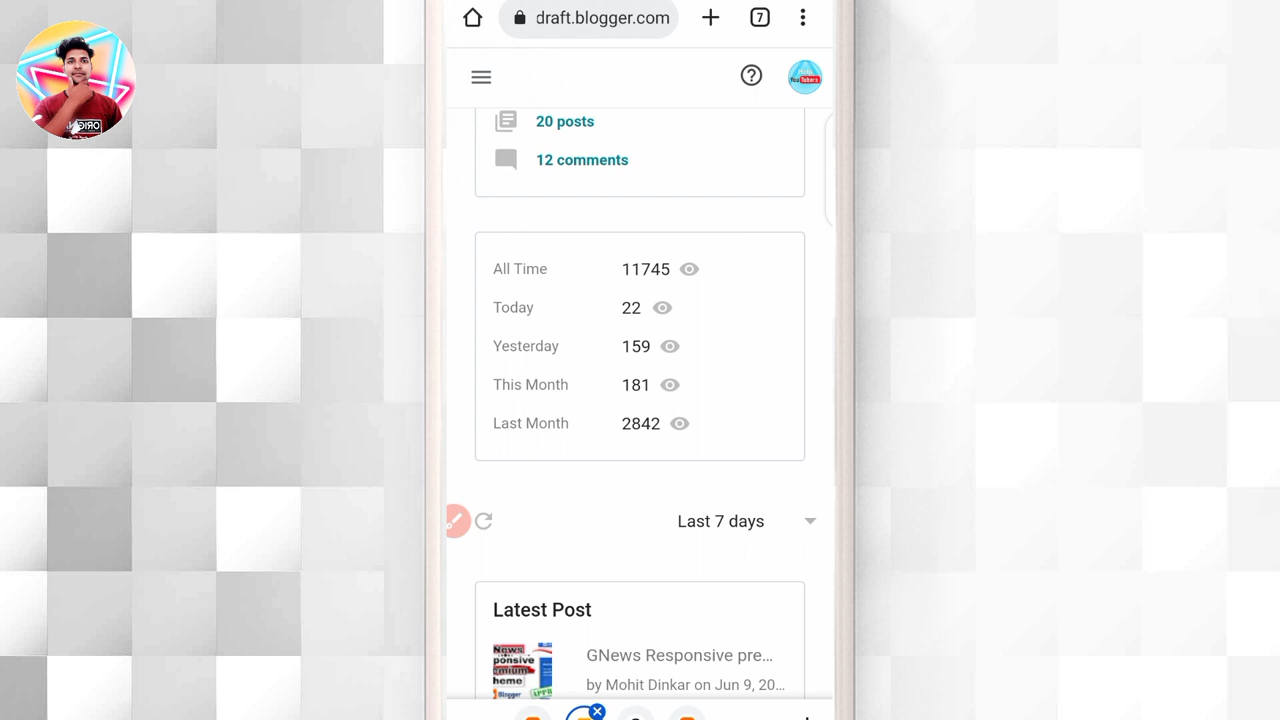 draft.blogger.com
7
20 posts
12 comments
All Time 11745
Today 22
Yesterday 159
This Month 181
Last Month 2842
Last 7 days
Latest Post
GNews Responsive pre...
by Mohit Dinkar on Jun 9, 20...